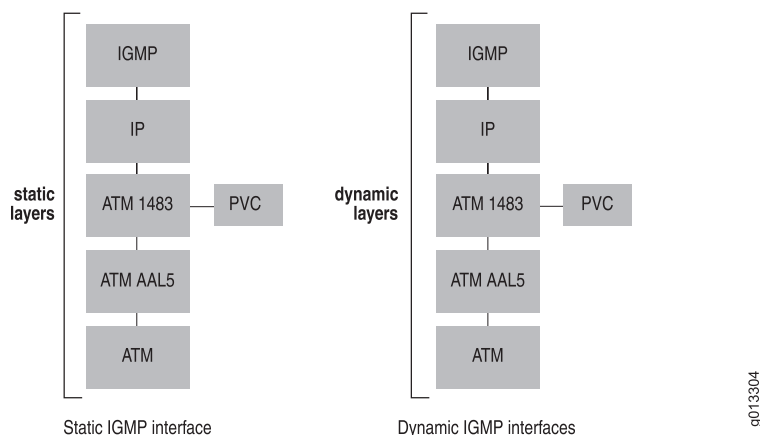 IGMP
IP
static
layers
ATM 1483
PVC
ATM AAL5
ATM
Static IGMP interface
IGMP
IP
dynamic
layers
ATM 1483
PVC
ATM AAL5
ATM
Dynamic IGMP interfaces
g013304